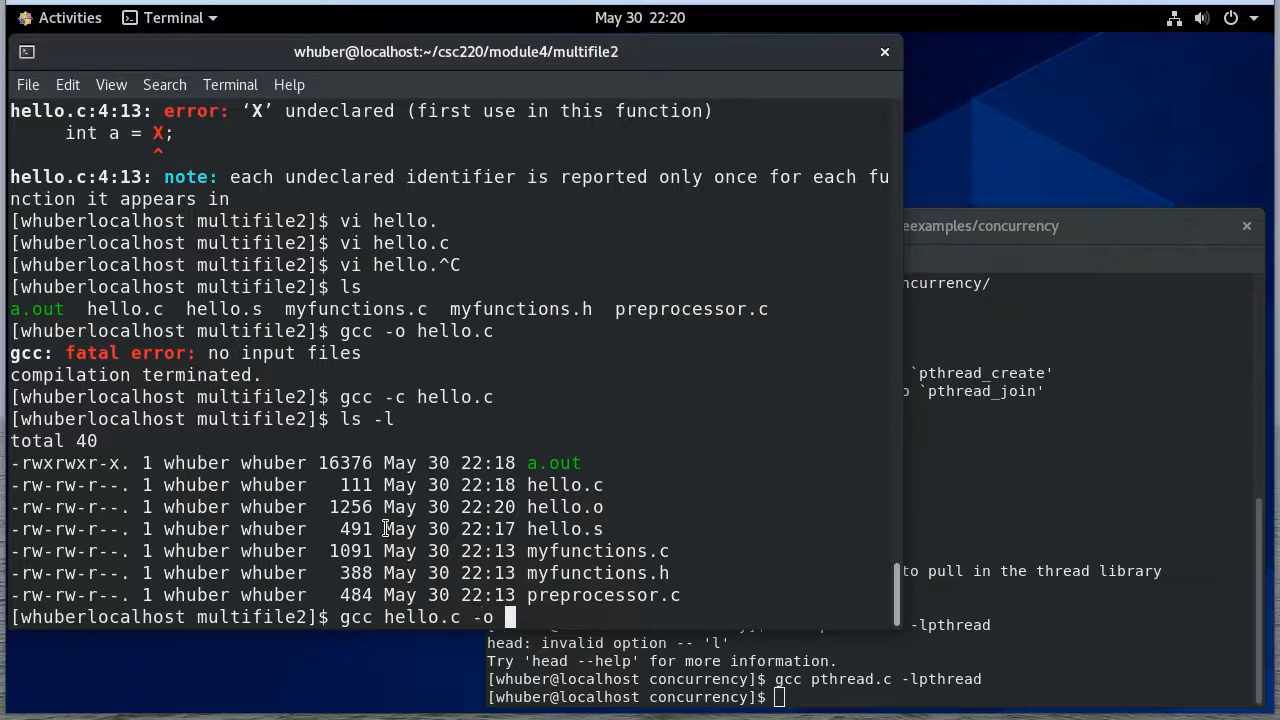 Activities Terminal May 30 22:20
whuber@localhost:~/csc220/module4/multifile2 ×
File Edit View Search Terminal Help
hello.c:4:13: error: ‘X’ undeclared (first use in this function)
int a = X;
^
hello.c:4:13: note: each undeclared identifier is reported only once for each fu
nction it appears in
[whuberlocalhost multifile2]$ vi hello.
[whuberlocalhost multifile2]$ vi hello.c
[whuberlocalhost multifile2]$ vi hello.^C
[whuberlocalhost multifile2]$ ls
a.out hello.c hello.s myfunctions.c myfunctions.h preprocessor.c
[whuberlocalhost multifile2]$ gcc -o hello.c
gcc: fatal error: no input files
compilation terminated.
[whuberlocalhost multifile2]$ gcc -c hello.c
[whuberlocalhost multifile2]$ ls -l
total 40
-rwxrwxr-x. 1 whuber whuber 16376 May 30 22:18 a.out
-rw-rw-r--. 1 whuber whuber 111 May 30 22:18 hello.c
-rw-rw-r--. 1 whuber whuber 1256 May 30 22:20 hello.o
-rw-rw-r--. 1 whuber whuber 491 May 30 22:17 hello.s
-rw-rw-r--. 1 whuber whuber 1091 May 30 22:13 myfunctions.c
-rw-rw-r--. 1 whuber whuber 388 May 30 22:13 myfunctions.h
-rw-rw-r--. 1 whuber whuber 484 May 30 22:13 preprocessor.c
[whuberlocalhost multifile2]$ gcc hello.c -o
eexamples/concurrency ×
ncurrency/
`pthread_create'
o `pthread_join'
to pull in the thread library
-lpthread
head: invalid option -- 'l'
Try 'head --help' for more information.
[whuber@localhost concurrency]$ gcc pthread.c -lpthread
[whuber@localhost concurrency]$